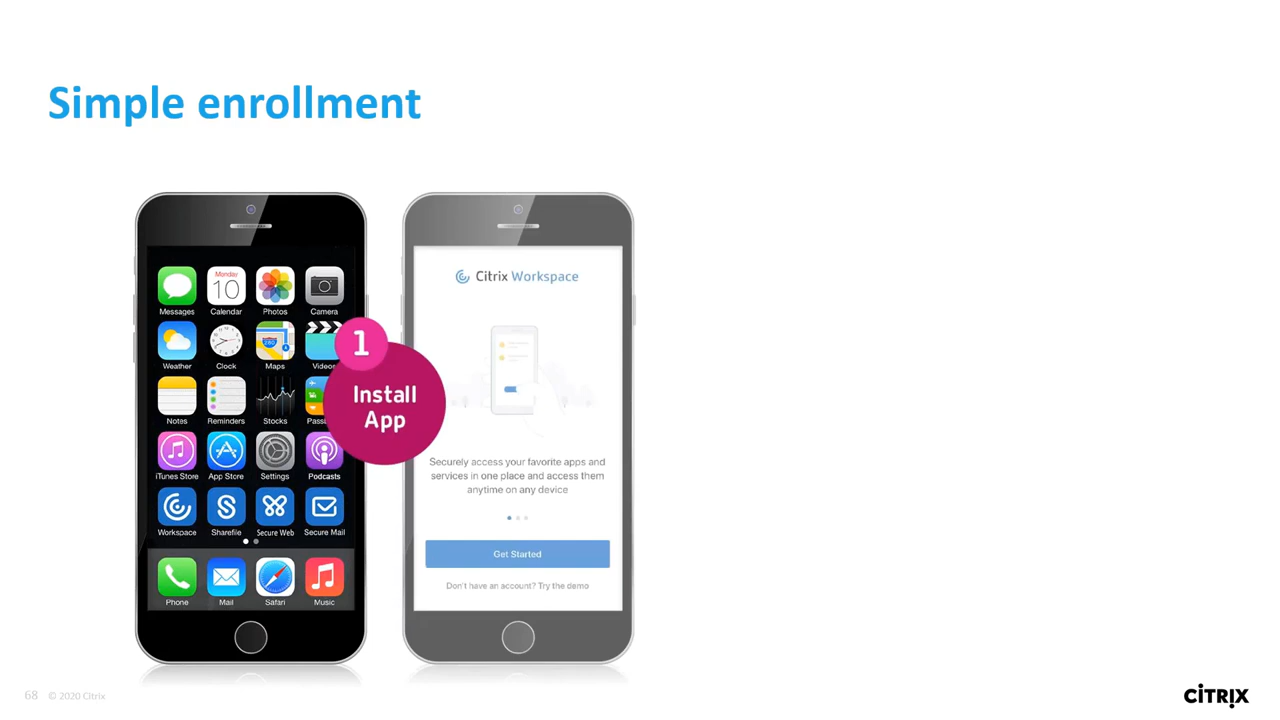 Simple enrollment
Monday
10
Messages Calendar Photos Camera
280
Weather Clock Maps Videos
Notes Reminders Stocks
iTunes Store App Store Settings Podcasts
Workspace Sharefile Secure Web Secure Mail
Phone Mail Safari Music
1
Install
App
Citrix Workspace
Securely access your favorite apps and
services in one place and access them
anytime on any device
Get Started
Don't have an account? Try the demo
68 © 2020 Citrix
CİTRIX